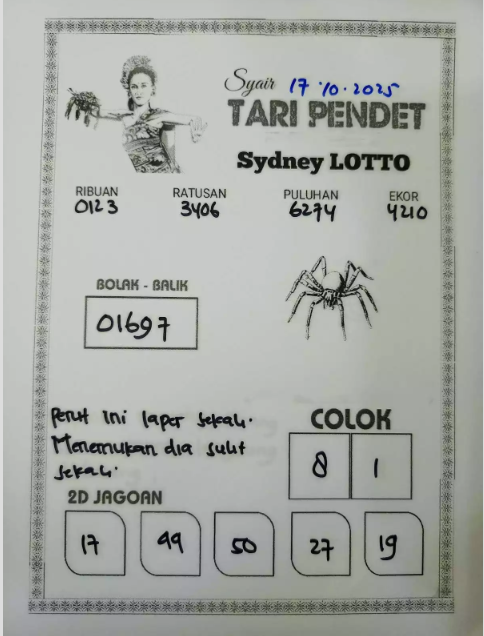 Syair 17.10.2025
TARI PENDET
Sydney LOTTO
RIBUAN RATUSAN PULUHAN EKOR
0123 3406 6274 4210
BOLAK - BALIK
01697
Perut ini laper sekali.
Menemukan dia sulit
sekali.
COLOK
8 1
2D JAGOAN
17 49 50 27 19